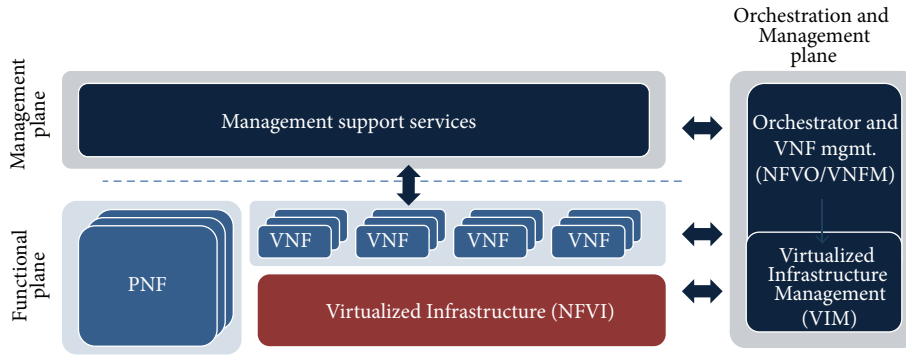 Orchestration and
Management
plane
Management
plane
Management support services
Orchestrator and
VNF mgmt.
(NFVO/VNFM)
Functional
plane
PNF
VNF
VNF
VNF
VNF
Virtualized Infrastructure (NFVI)
Virtualized
Infrastructure
Management
(VIM)